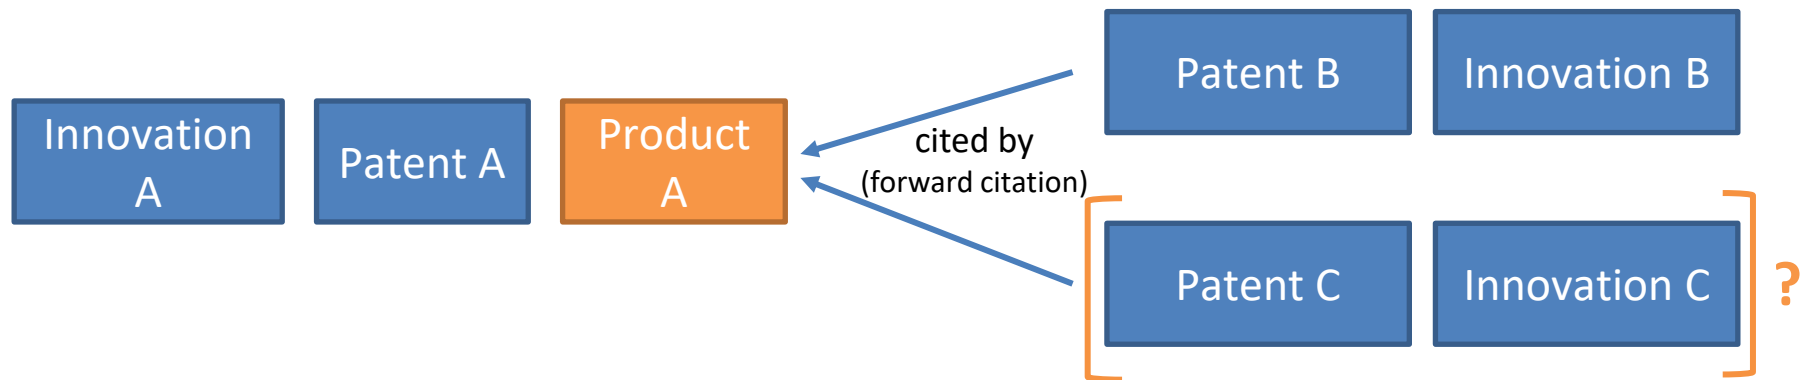 Innovation
A
Patent A
Product
A
cited by
(forward citation)
Patent B
Innovation B
Patent C
Innovation C
?